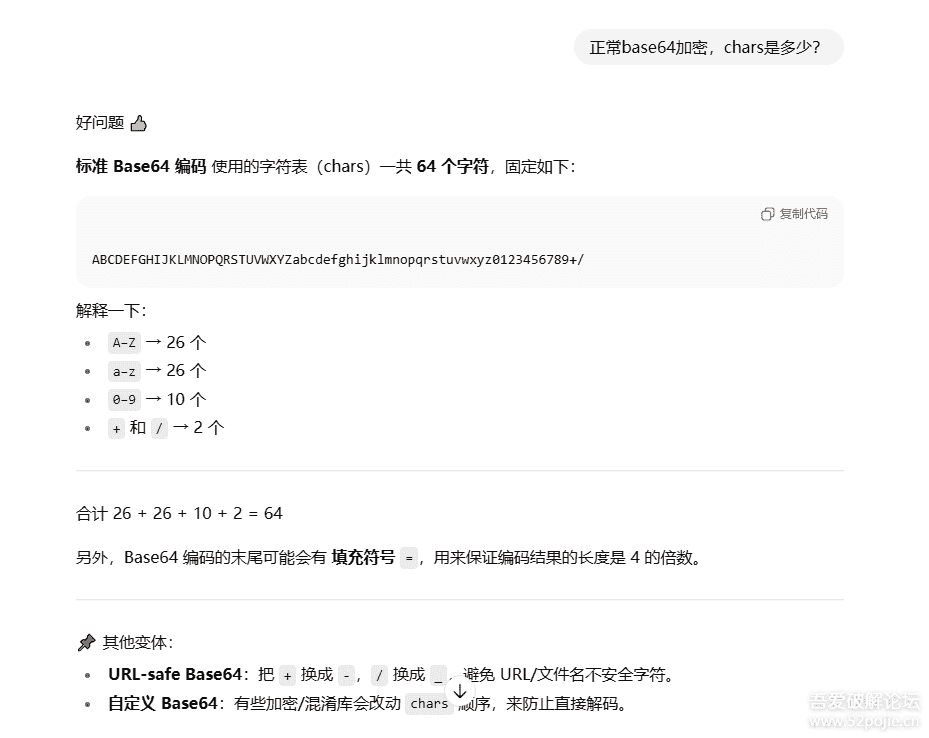 正常base64加密，chars是多少？
好问题
标准 Base64 编码 使用的字符表（chars）一共 64 个字符，固定如下：
复制代码
ABCDEFGHIJKLMNOPQRSTUVWXYZabcdefghijklmnopqrstuvwxyz0123456789+/
解释一下：
A–Z → 26 个
a–z → 26 个
0–9 → 10 个
+ 和 / → 2 个
合计 26 + 26 + 10 + 2 = 64
另外，Base64 编码的末尾可能会有 填充符号 =，用来保证编码结果的长度是 4 的倍数。
其他变体：
URL-safe Base64：把 + 换成 -，/ 换成 _，避免 URL/文件名不安全字符。
自定义 Base64：有些加密/混淆库会改动 chars 顺序，来防止直接解码。
吾爱破解论坛
www.52pojie.cn